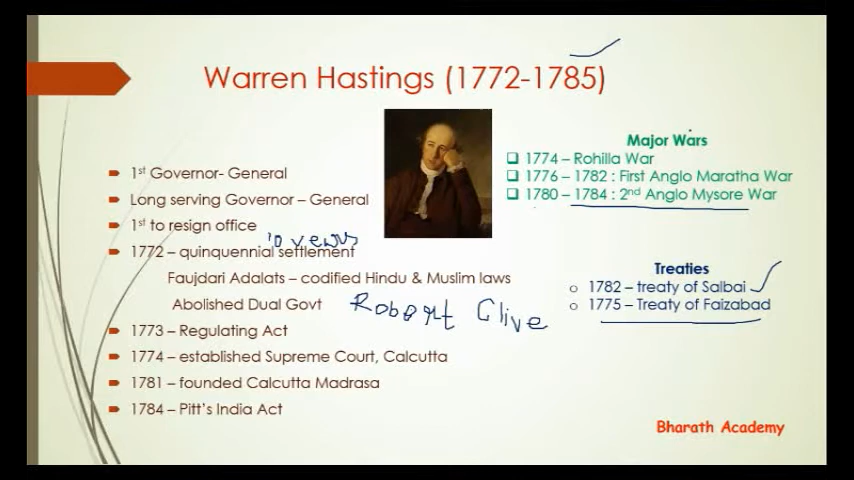 Warren Hastings (1772-1785)
1st Governor- General
Long serving Governor – General
1st to resign office
10 years
1772 – quinquennial settlement
Faujdari Adalats – codified Hindu & Muslim laws
Abolished Dual Govt
Robert Clive
1773 – Regulating Act
1774 – established Supreme Court, Calcutta
1781 – founded Calcutta Madrasa
1784 – Pitt's India Act
Major Wars
1774 – Rohilla War
1776 – 1782 : First Anglo Maratha War
1780 – 1784 : 2nd Anglo Mysore War
Treaties
1782 – treaty of Salbai
1775 – Treaty of Faizabad
Bharath Academy